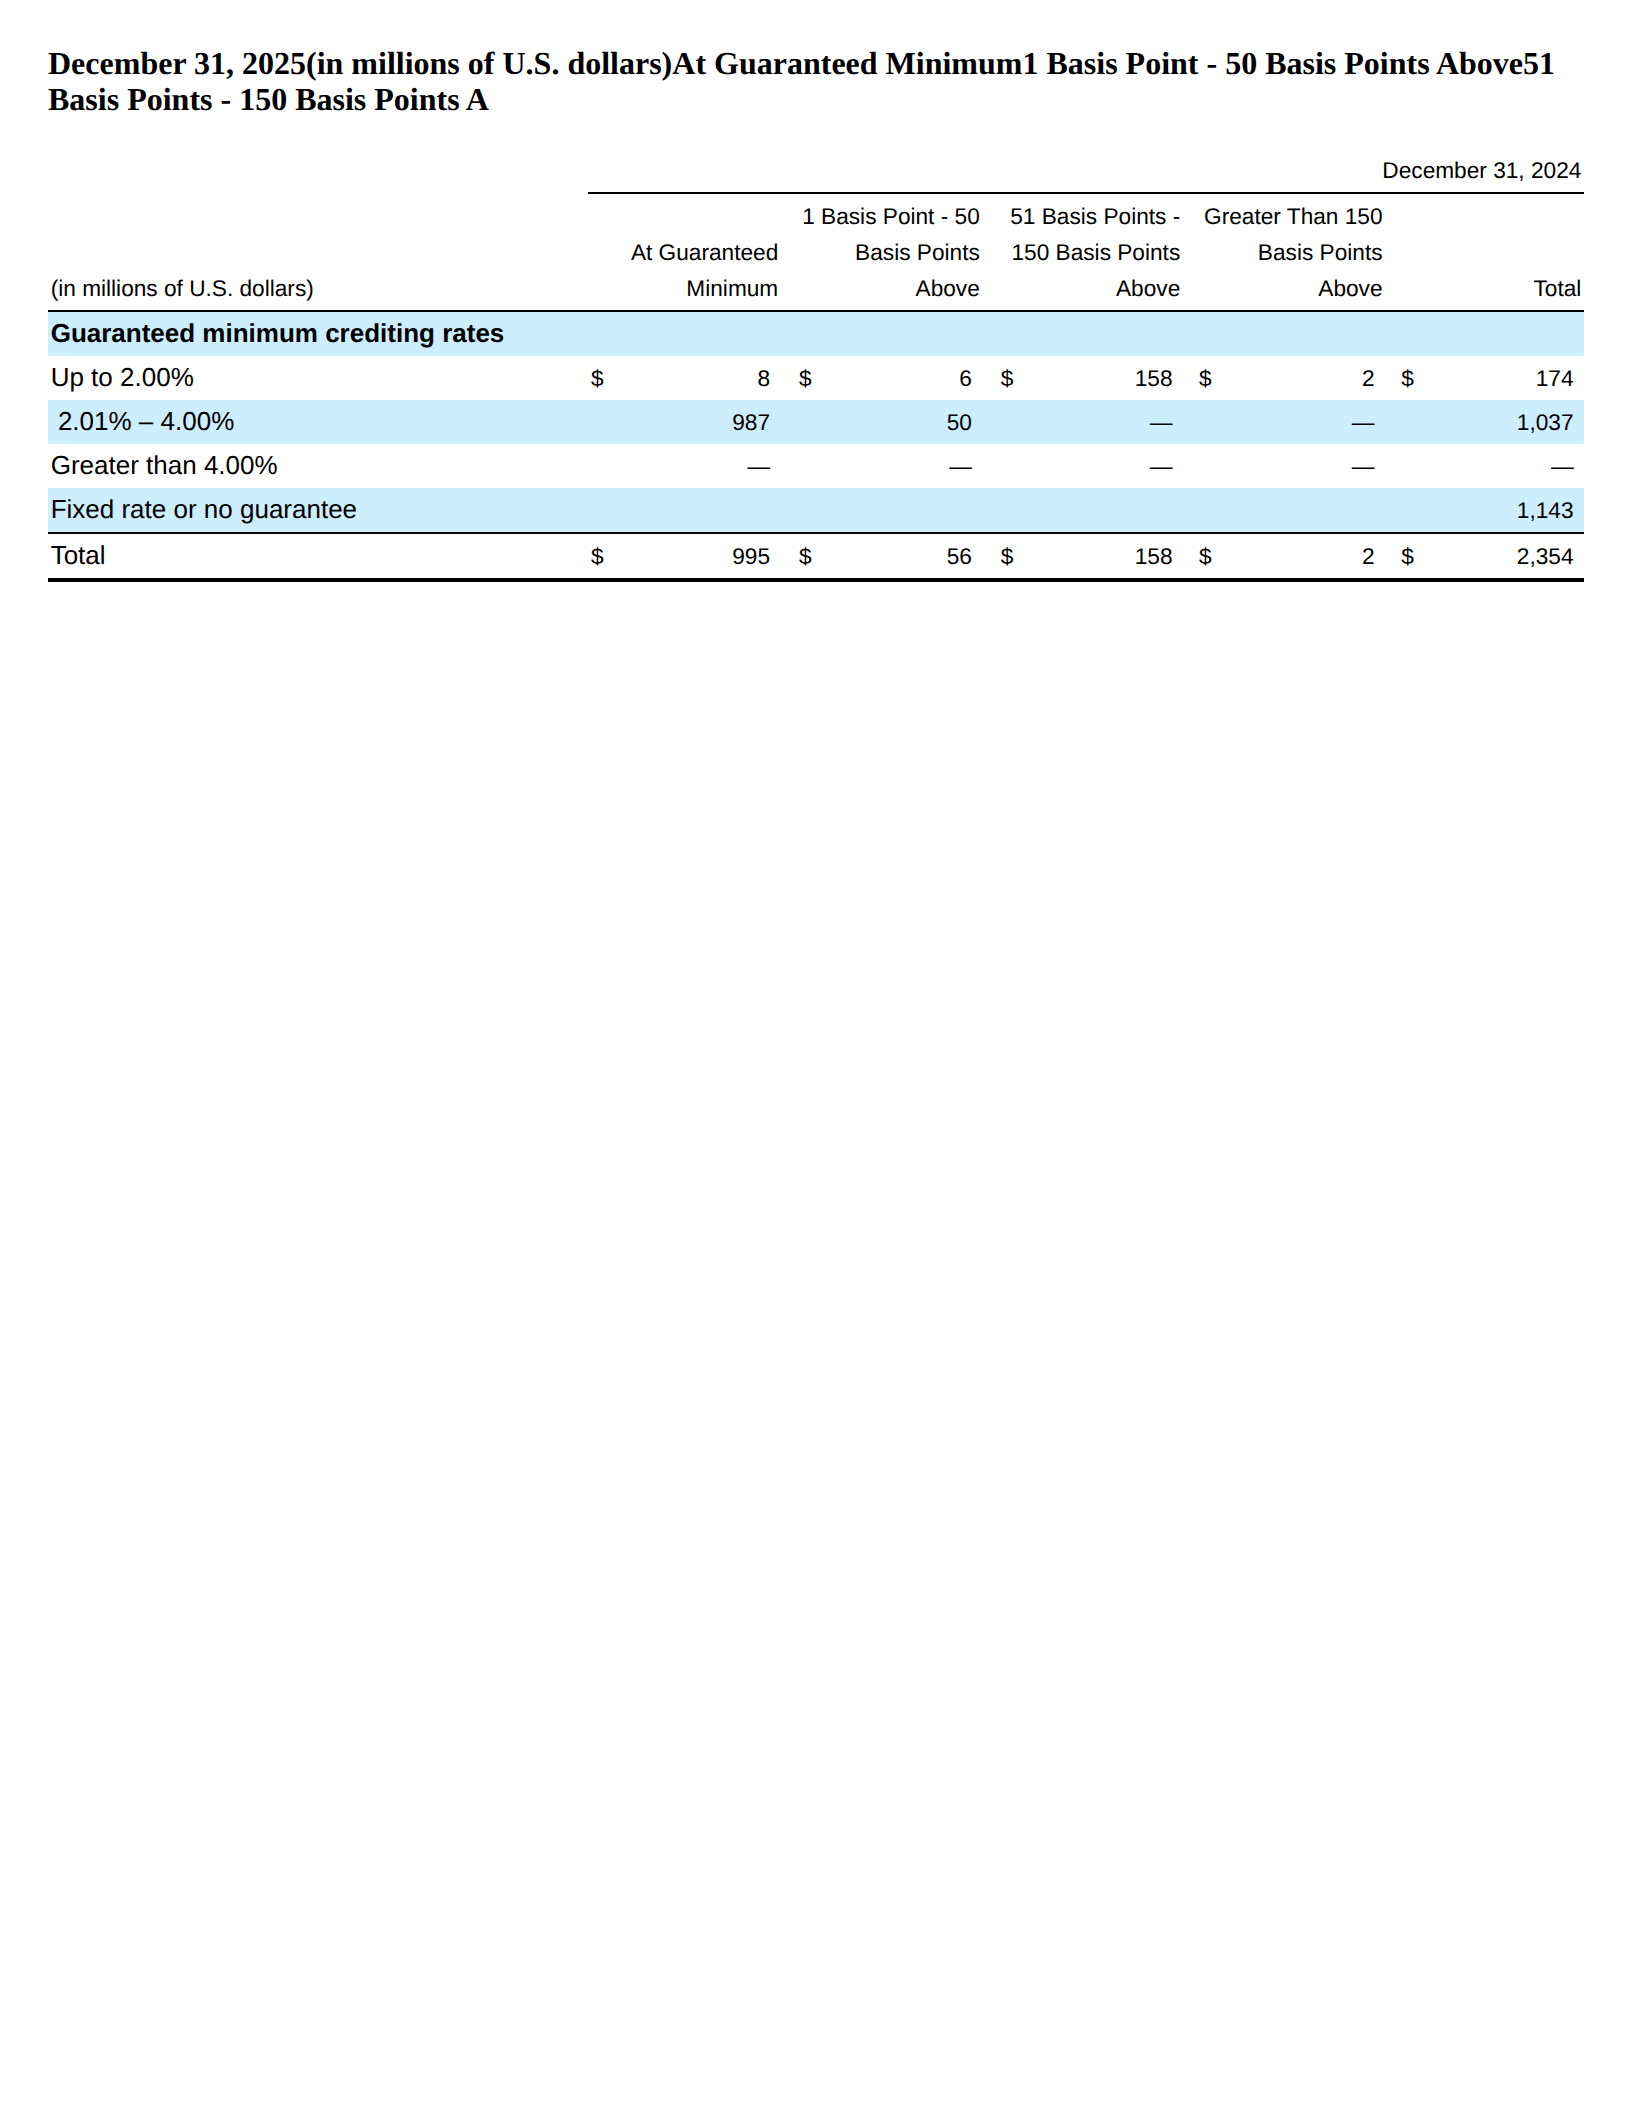 December 31, 2025(in millions of U.S. dollars)At Guaranteed Minimum1 Basis Point - 50 Basis Points Above51
Basis Points - 150 Basis Points A
December 31, 2024
1 Basis Point - 50 51 Basis Points - Greater Than 150
At Guaranteed Basis Points 150 Basis Points Basis Points
(in millions of U.S. dollars) Minimum Above Above Above Total
Guaranteed minimum crediting rates
Up to 2.00% $ 8 $ 6 $ 158 $ 2 $ 174
2.01% – 4.00% 987 50 — — 1,037
Greater than 4.00% — — — — —
Fixed rate or no guarantee 1,143
Total $ 995 $ 56 $ 158 $ 2 $ 2,354